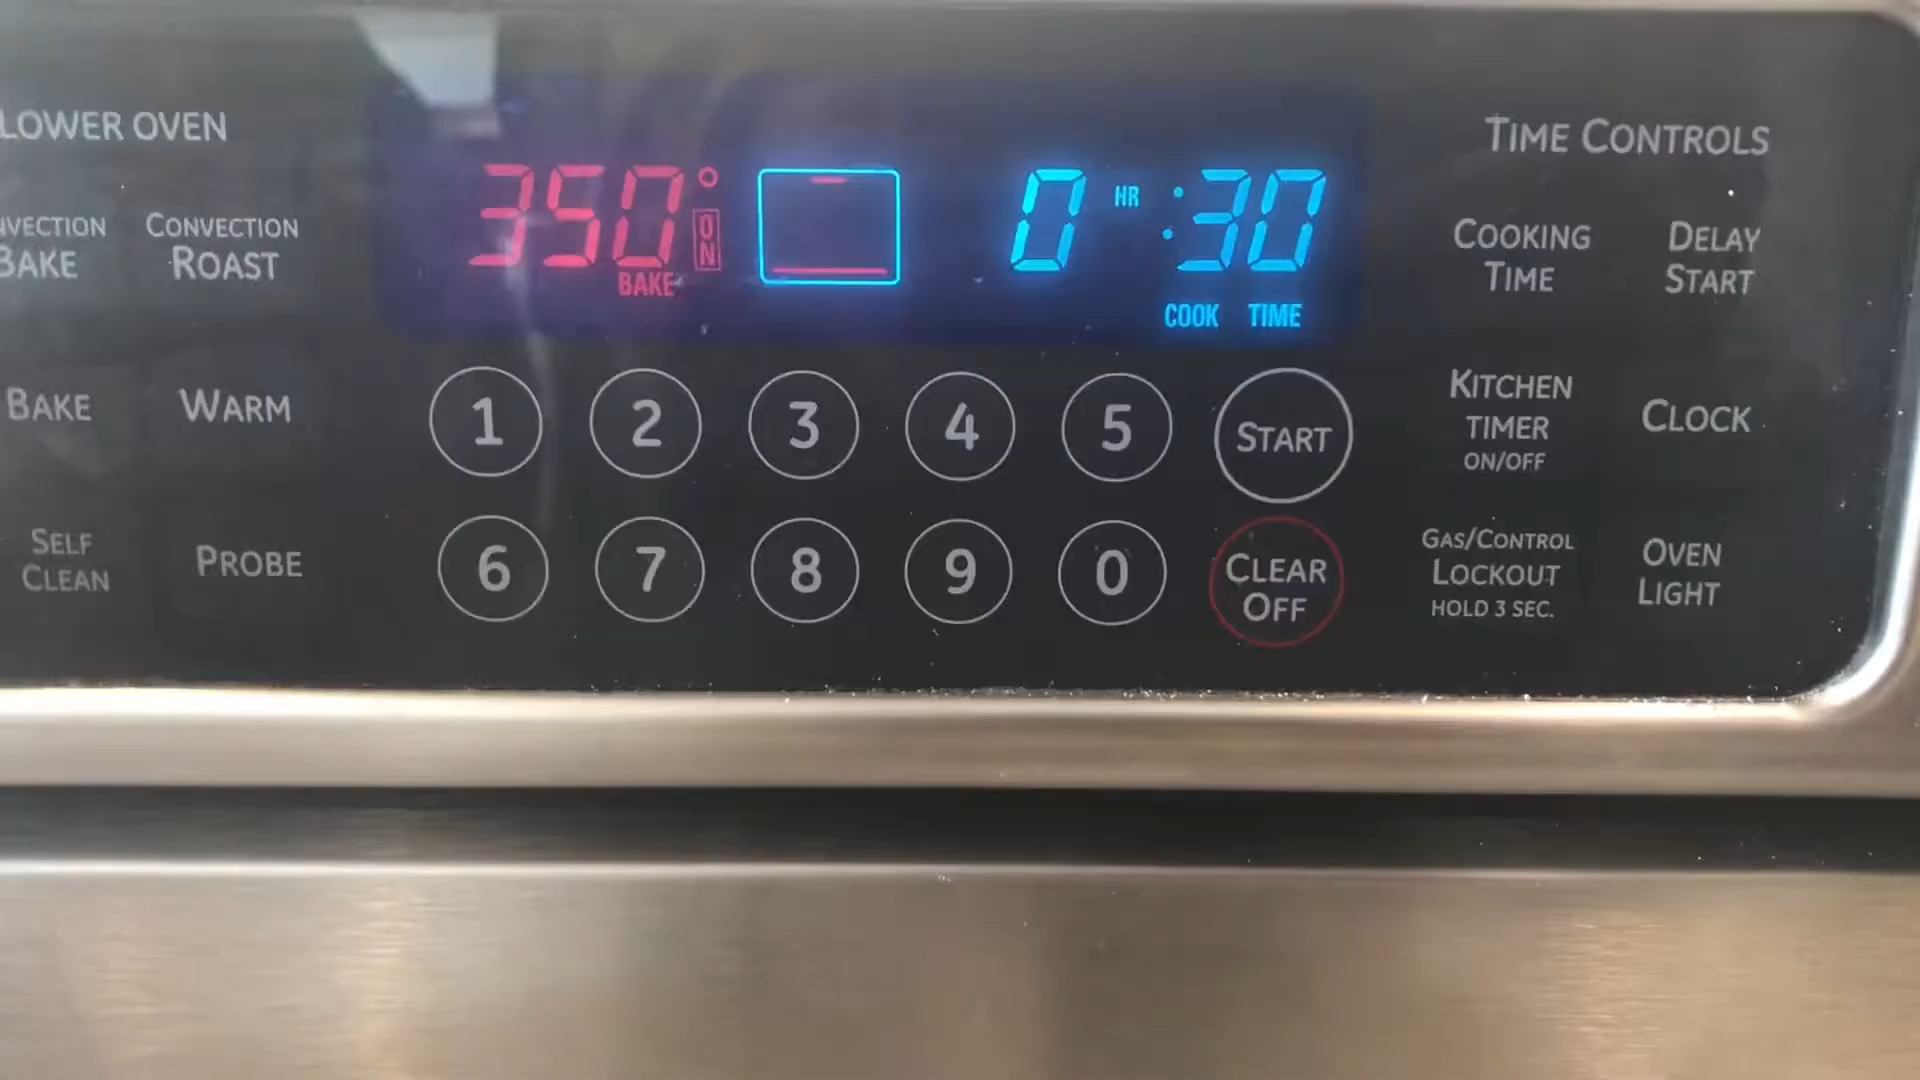 LOWER OVEN
350° ON
BAKE
0 HR :30
COOK TIME
TIME CONTROLS
BAKE
CONVECTION
ROAST
COOKING
TIME
DELAY
START
BAKE
WARM
1 2 3 4 5
START
KITCHEN
TIMER
ON/OFF
CLOCK
SELF
CLEAN
PROBE
6 7 8 9 0
CLEAR
OFF
GAS/CONTROL
LOCKOUT
HOLD 3 SEC.
OVEN
LIGHT